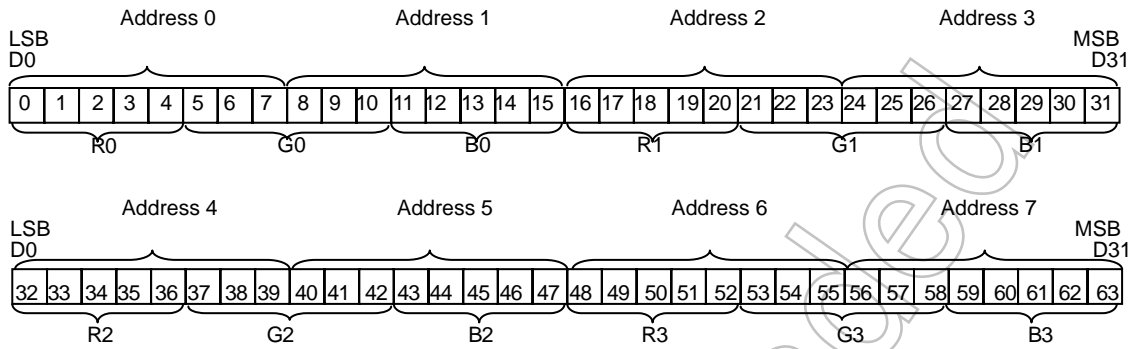 Address 0 Address 1 Address 2 Address 3
LSB MSB
D0 D31
0 1 2 3 4 5 6 7 8 9 10 11 12 13 14 15 16 17 18 19 20 21 22 23 24 25 26 27 28 29 30 31
R0 G0 B0 R1 G1 B1
Address 4 Address 5 Address 6 Address 7
LSB MSB
D0 D31
32 33 34 35 36 37 38 39 40 41 42 43 44 45 46 47 48 49 50 51 52 53 54 55 56 57 58 59 60 61 62 63
R2 G2 B2 R3 G3 B3